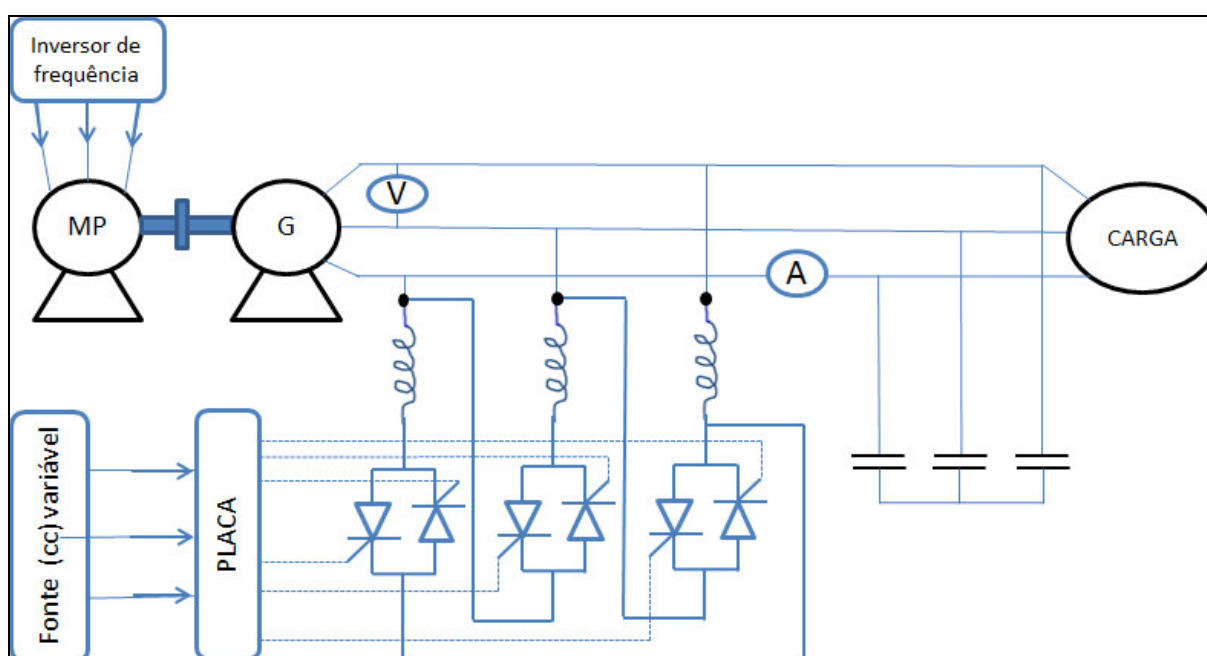 Inversor de
frequência
MP
G
V
A
CARGA
Fonte (cc) variável
PLACA